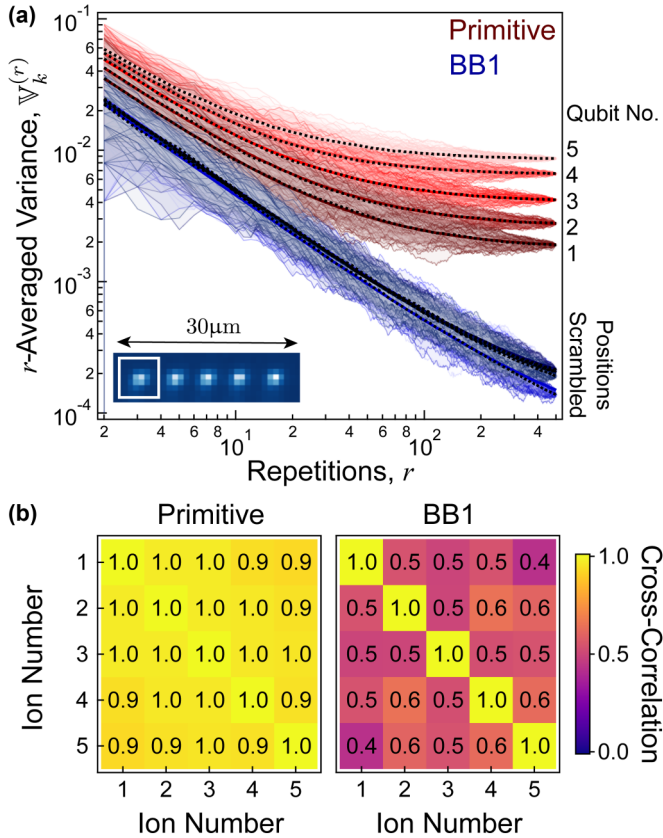 (a)
Primitive
BB1
Qubit No.
5
4
3
2
1
Positions
Scrambled
r-Averaged Variance, 𝕍ₖ⁽ʳ⁾
10⁻¹
8
6
4
2
10⁻²
8
6
4
2
10⁻³
8
6
4
2
10⁻⁴
30μm
2
4
6
8
10¹
2
4
6
8
10²
2
4
Repetitions, r
(b)
Primitive
BB1
Ion Number
1 1.0 1.0 1.0 0.9 0.9
2 1.0 1.0 1.0 1.0 0.9
3 1.0 1.0 1.0 1.0 1.0
4 0.9 1.0 1.0 1.0 0.9
5 0.9 0.9 1.0 0.9 1.0
1 2 3 4 5
Ion Number
1.0 0.5 0.5 0.5 0.4
0.5 1.0 0.5 0.6 0.6
0.5 0.5 1.0 0.5 0.5
0.5 0.6 0.5 1.0 0.6
0.4 0.6 0.5 0.6 1.0
1 2 3 4 5
Ion Number
1.0
0.5
0.0
Cross-Correlation